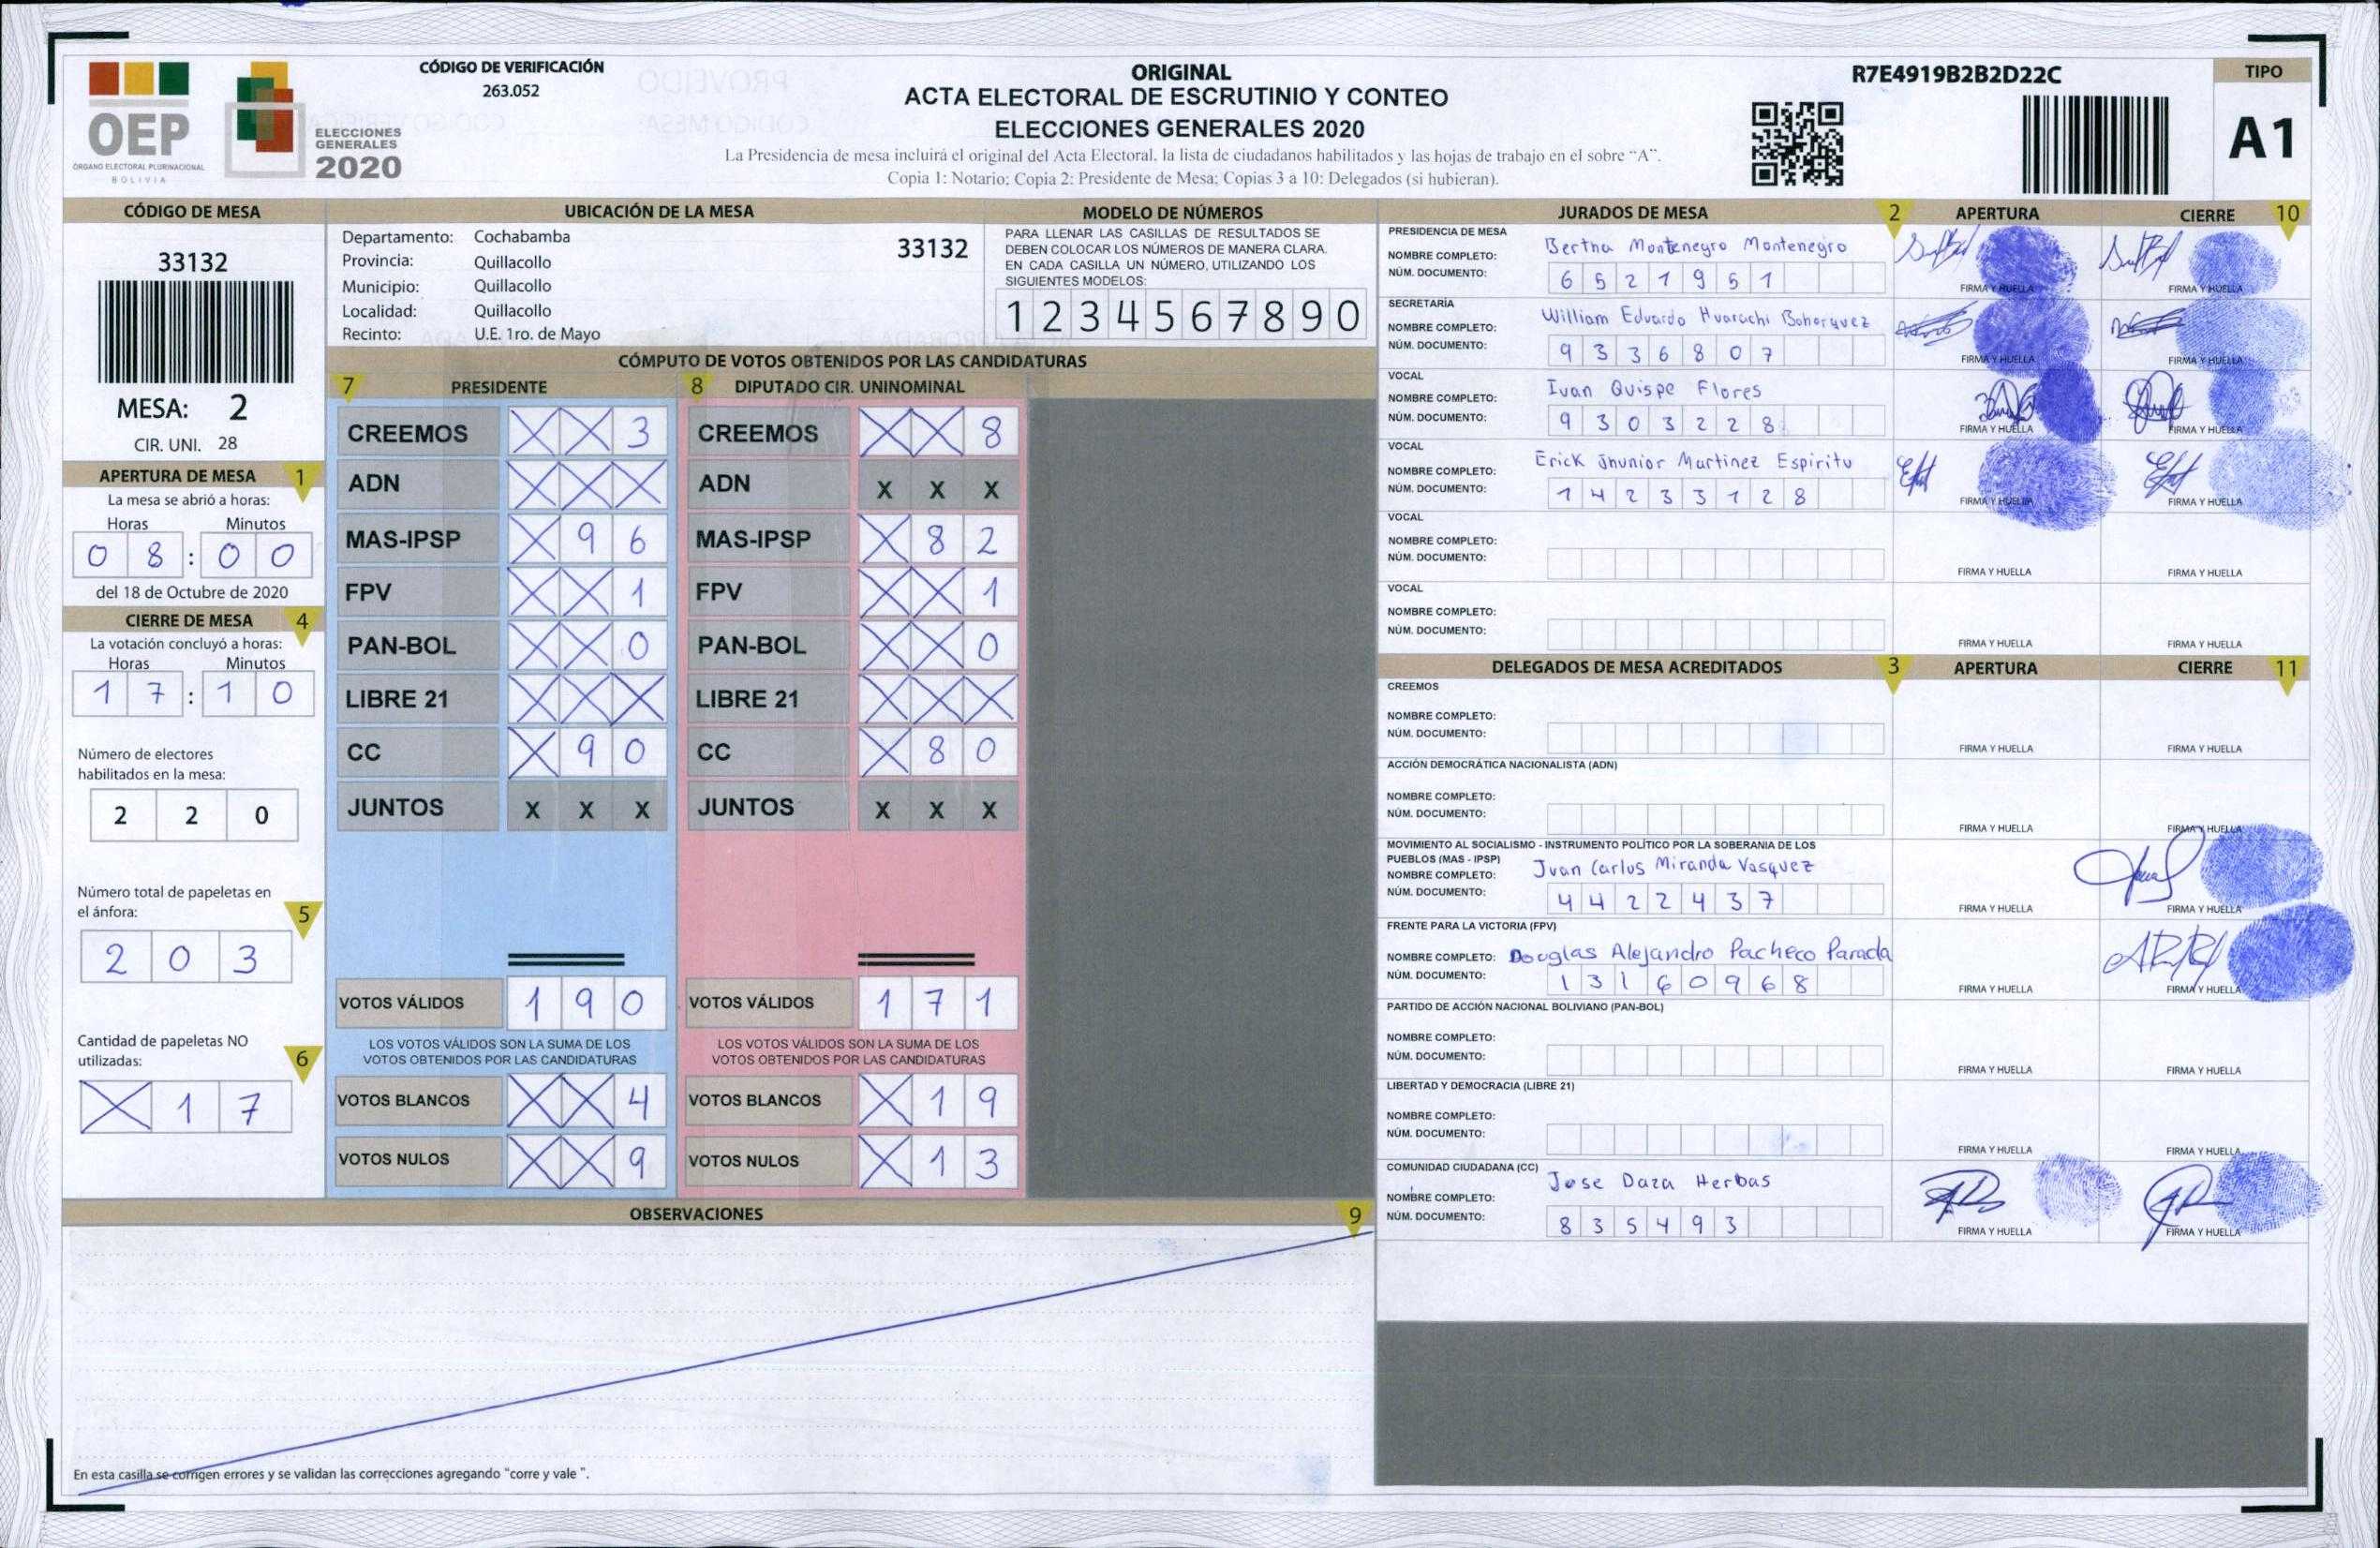 CÓDIGO DE VERIFICACIÓN
263.052
OEP
ÓRGANO ELECTORAL PLURINACIONAL
BOLIVIA
ELECCIONES
GENERALES
2020
ORIGINAL
ACTA ELECTORAL DE ESCRUTINIO Y CONTEO
ELECCIONES GENERALES 2020
La Presidencia de mesa incluirá el original del Acta Electoral, la lista de ciudadanos habilitados y las hojas de trabajo en el sobre "A".
Copia 1: Notario; Copia 2: Presidente de Mesa; Copias 3 a 10: Delegados (si hubieran).
R7E4919B2B2D22C
TIPO
A1
CÓDIGO DE MESA
33132
MESA: 2
CIR. UNI. 28
APERTURA DE MESA 1
La mesa se abrió a horas:
Horas Minutos
0 8 : 0 0
del 18 de Octubre de 2020
CIERRE DE MESA 4
La votación concluyó a horas:
Horas Minutos
1 7 : 1 0
Número de electores
habilitados en la mesa:
2 2 0
Número total de papeletas en
el ánfora: 5
2 0 3
Cantidad de papeletas NO
utilizadas: 6
X 1 7
UBICACIÓN DE LA MESA
Departamento: Cochabamba 33132
Provincia: Quillacollo
Municipio: Quillacollo
Localidad: Quillacollo
Recinto: U.E. 1ro. de Mayo
MODELO DE NÚMEROS
PARA LLENAR LAS CASILLAS DE RESULTADOS SE
DEBEN COLOCAR LOS NÚMEROS DE MANERA CLARA.
EN CADA CASILLA UN NÚMERO, UTILIZANDO LOS
SIGUIENTES MODELOS:
1 2 3 4 5 6 7 8 9 0
CÓMPUTO DE VOTOS OBTENIDOS POR LAS CANDIDATURAS
7 PRESIDENTE
CREEMOS X X 3
ADN X X X
MAS-IPSP X 9 6
FPV X X 1
PAN-BOL X X 0
LIBRE 21 X X X
CC X 9 0
JUNTOS X X X
VOTOS VÁLIDOS 1 9 0
LOS VOTOS VÁLIDOS SON LA SUMA DE LOS
VOTOS OBTENIDOS POR LAS CANDIDATURAS
VOTOS BLANCOS X X 4
VOTOS NULOS X X 9
8 DIPUTADO CIR. UNINOMINAL
CREEMOS X X 8
ADN X X X
MAS-IPSP X 8 2
FPV X X 1
PAN-BOL X X 0
LIBRE 21 X X X
CC X 8 0
JUNTOS X X X
VOTOS VÁLIDOS 1 7 1
LOS VOTOS VÁLIDOS SON LA SUMA DE LOS
VOTOS OBTENIDOS POR LAS CANDIDATURAS
VOTOS BLANCOS X 1 9
VOTOS NULOS X 1 3
OBSERVACIONES 9
En esta casilla se corrigen errores y se validan las correcciones agregando "corre y vale ".
JURADOS DE MESA 2 APERTURA CIERRE 10
PRESIDENCIA DE MESA
NOMBRE COMPLETO: Bertha Montenegro Montenegro
NÚM. DOCUMENTO: 6 5 2 1 9 5 1
FIRMA Y HUELLA FIRMA Y HUELLA
SECRETARÍA
NOMBRE COMPLETO: William Eduardo Huarachi Bohorquez
NÚM. DOCUMENTO: 9 3 3 6 8 0 7
FIRMA Y HUELLA FIRMA Y HUELLA
VOCAL
NOMBRE COMPLETO: Ivan Quispe Flores
NÚM. DOCUMENTO: 9 3 0 3 2 2 8
FIRMA Y HUELLA FIRMA Y HUELLA
VOCAL
NOMBRE COMPLETO: Erick Jhunior Martinez Espiritu
NÚM. DOCUMENTO: 1 4 2 3 3 1 2 8
FIRMA Y HUELLA FIRMA Y HUELLA
VOCAL
NOMBRE COMPLETO:
NÚM. DOCUMENTO:
FIRMA Y HUELLA FIRMA Y HUELLA
VOCAL
NOMBRE COMPLETO:
NÚM. DOCUMENTO:
FIRMA Y HUELLA FIRMA Y HUELLA
DELEGADOS DE MESA ACREDITADOS 3 APERTURA CIERRE 11
CREEMOS
NOMBRE COMPLETO:
NÚM. DOCUMENTO:
FIRMA Y HUELLA FIRMA Y HUELLA
ACCIÓN DEMOCRÁTICA NACIONALISTA (ADN)
NOMBRE COMPLETO:
NÚM. DOCUMENTO:
FIRMA Y HUELLA FIRMA Y HUELLA
MOVIMIENTO AL SOCIALISMO - INSTRUMENTO POLÍTICO POR LA SOBERANIA DE LOS
PUEBLOS (MAS - IPSP)
NOMBRE COMPLETO: Juan Carlos Miranda Vasquez
NÚM. DOCUMENTO: 4 4 2 2 4 3 7
FIRMA Y HUELLA FIRMA Y HUELLA
FRENTE PARA LA VICTORIA (FPV)
NOMBRE COMPLETO: Douglas Alejandro Pacheco Parada
NÚM. DOCUMENTO: 1 3 1 6 0 9 6 8
FIRMA Y HUELLA FIRMA Y HUELLA
PARTIDO DE ACCIÓN NACIONAL BOLIVIANO (PAN-BOL)
NOMBRE COMPLETO:
NÚM. DOCUMENTO:
FIRMA Y HUELLA FIRMA Y HUELLA
LIBERTAD Y DEMOCRACIA (LIBRE 21)
NOMBRE COMPLETO:
NÚM. DOCUMENTO:
FIRMA Y HUELLA FIRMA Y HUELLA
COMUNIDAD CIUDADANA (CC)
NOMBRE COMPLETO: Jose Daza Herbas
NÚM. DOCUMENTO: 8 3 5 4 9 3
FIRMA Y HUELLA FIRMA Y HUELLA